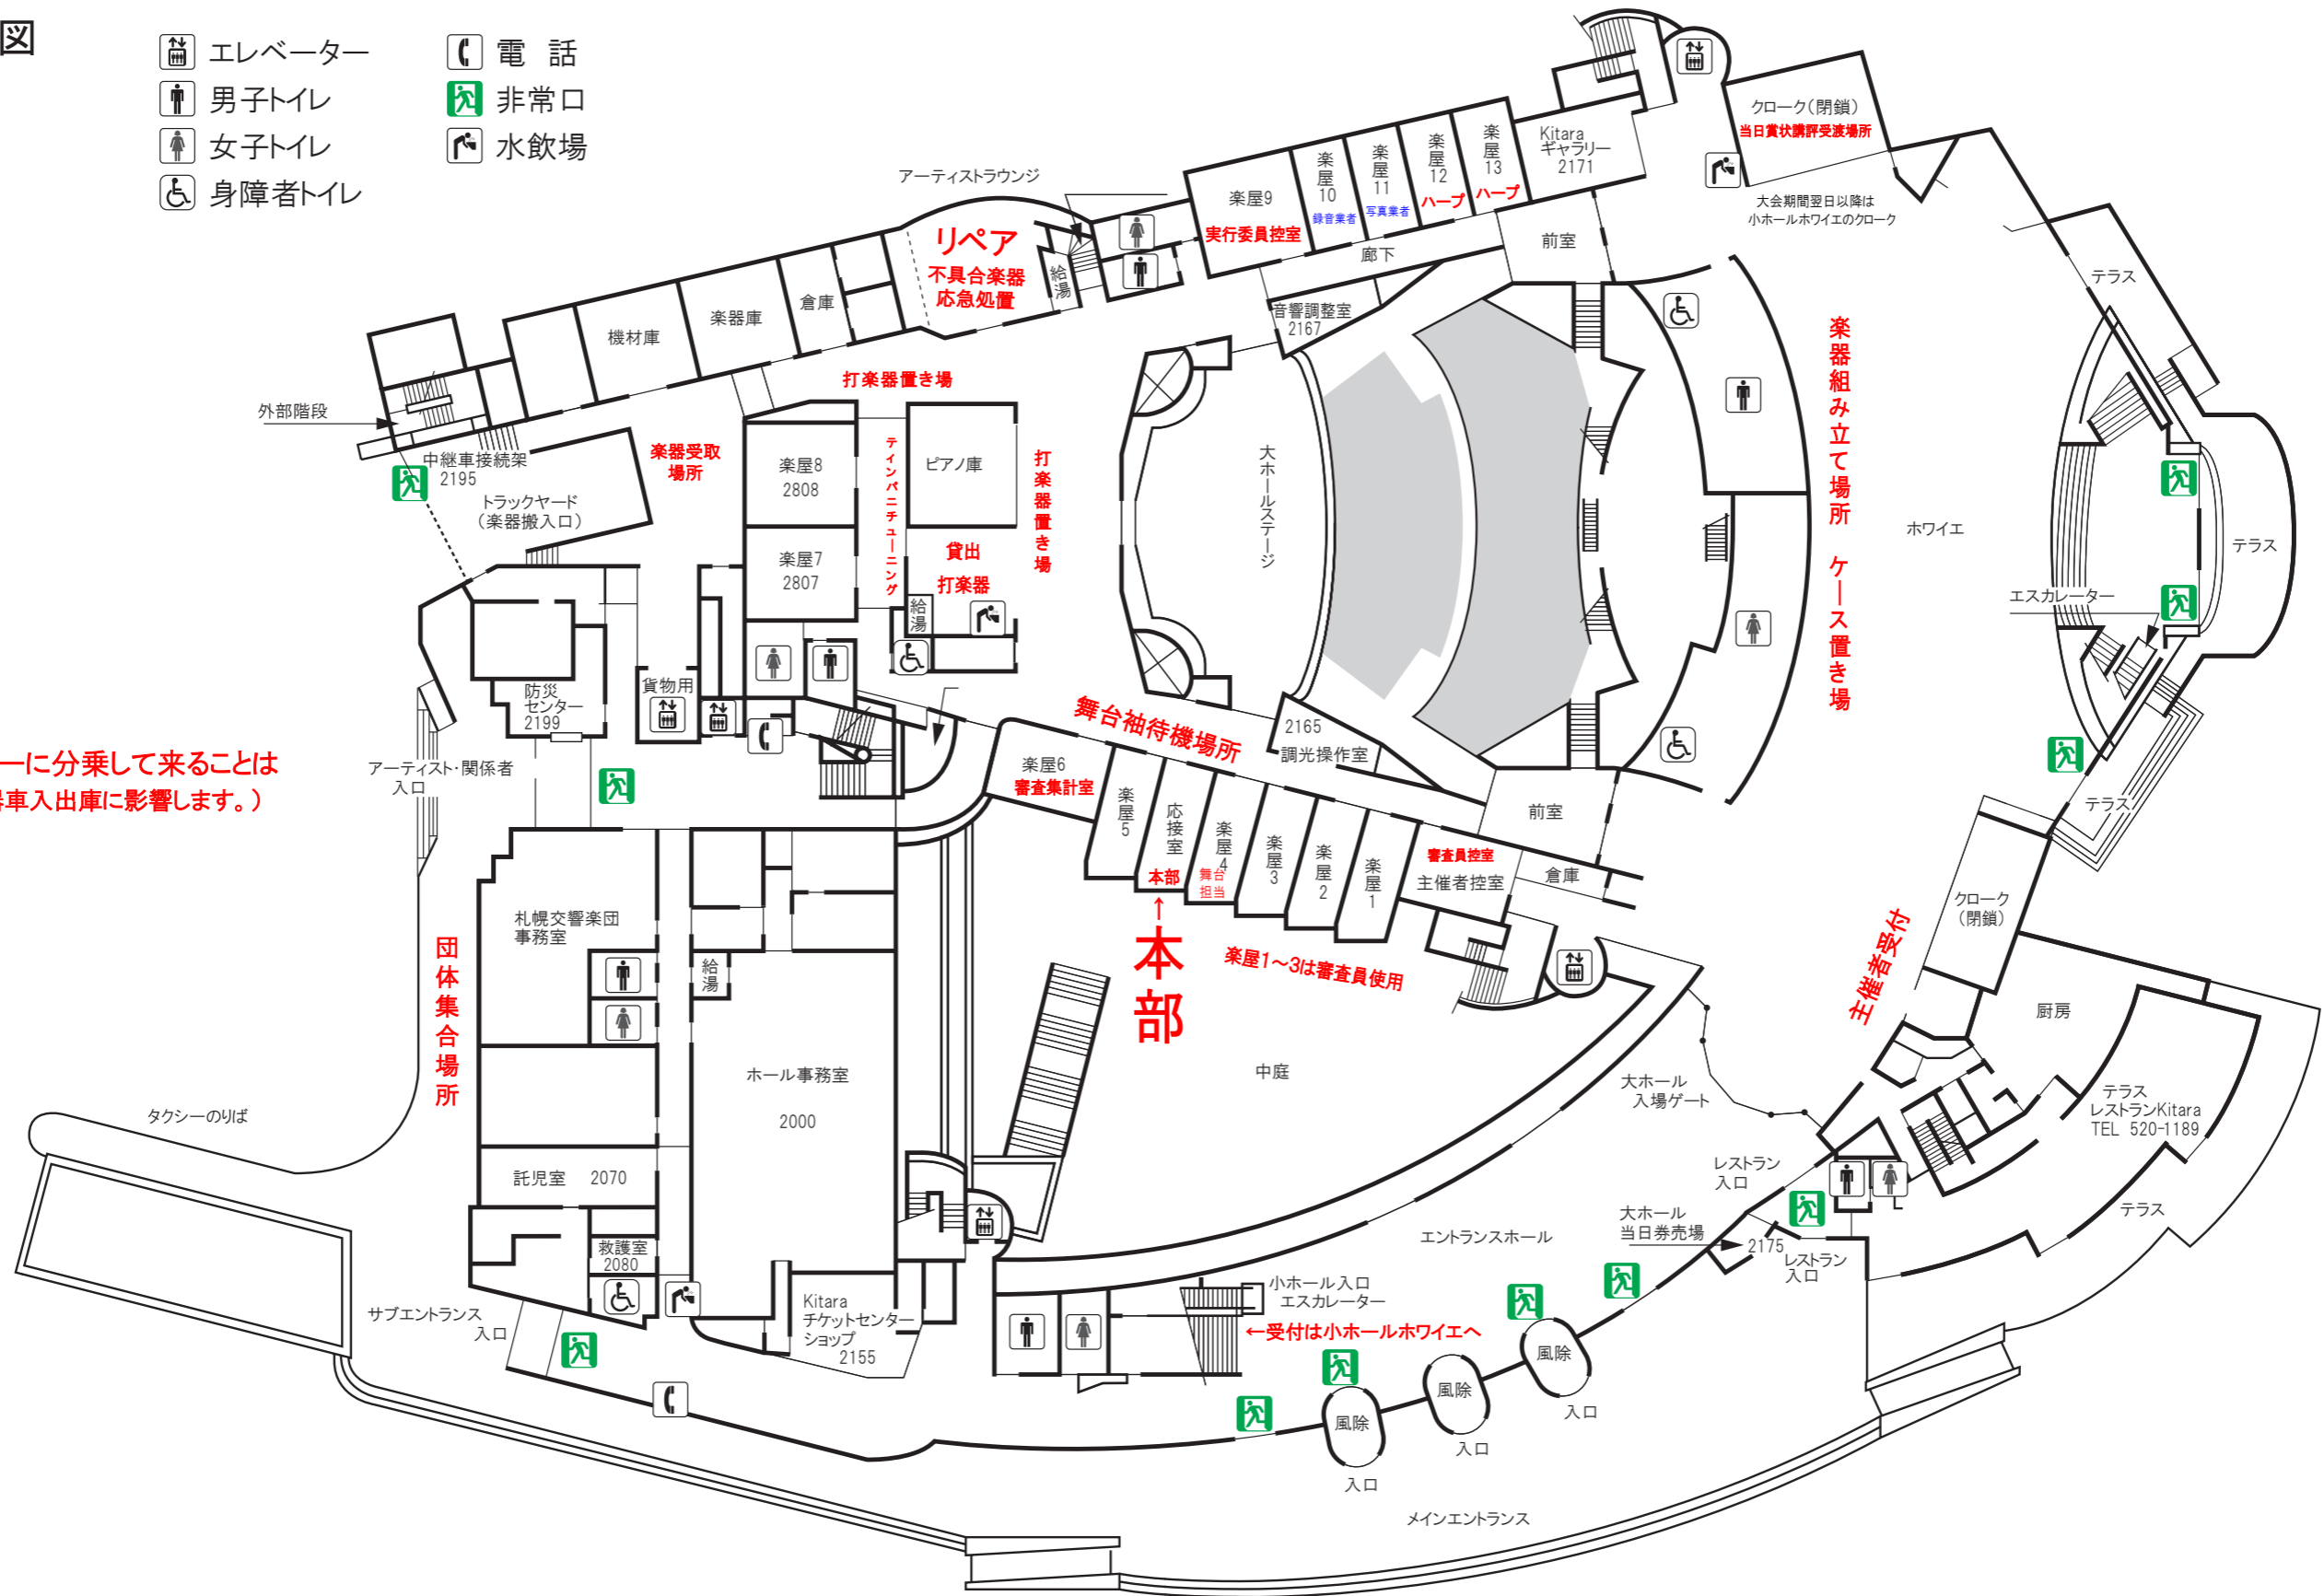 図
エレベーター
男子トイレ
女子トイレ
身障者トイレ
電 話
非常口
水飲場
クローク(閉鎖)
当日賞状講評受渡場所
大会期間翌日以降は
小ホールホワイエのクローク
Kitara
ギャラリー
2171
楽屋13
ハープ
楽屋12
ハープ
楽屋11
写真業者
楽屋10
録音業者
楽屋9
実行委員控室
廊下
前室
アーティストラウンジ
リペア
不具合楽器
応急処置
給湯
倉庫
楽器庫
機材庫
音響調整室
2167
テラス
外部階段
中継車接続架
2195
トラックヤード
(楽器搬入口)
楽器受取
場所
打楽器置き場
楽屋8
2808
楽屋7
2807
ティンパニチューニング
ピアノ庫
貸出
打楽器
給湯
打楽器置き場
大ホールステージ
楽器組み立て場所 ケース置き場
ホワイエ
テラス
エスカレーター
テラス
防災
センター
2199
貨物用
アーティスト・関係者
入口
ーに分乗して来ることは
器車入出庫に影響します。)
舞台袖待機場所
2165
調光操作室
楽屋6
審査集計室
楽屋5
応接室
本部
楽屋4
舞台
担当
楽屋3
楽屋2
楽屋1
審査員控室
主催者控室
前室
倉庫
↑
本部
楽屋1~3は審査員使用
クローク
(閉鎖)
主催者受付
札幌交響楽団
事務室
団体集合場所
給湯
ホール事務室
2000
中庭
厨房
テラス
レストランKitara
TEL 520-1189
大ホール
入場ゲート
タクシーのりば
託児室 2070
救護室
2080
レストラン
入口
大ホール
当日券売場
2175
レストラン
入口
テラス
エントランスホール
小ホール入口
エスカレーター
←受付は小ホールホワイエへ
サブエントランス
入口
Kitara
チケットセンター
ショップ
2155
風除
風除
風除
入口
入口
入口
メインエントランス